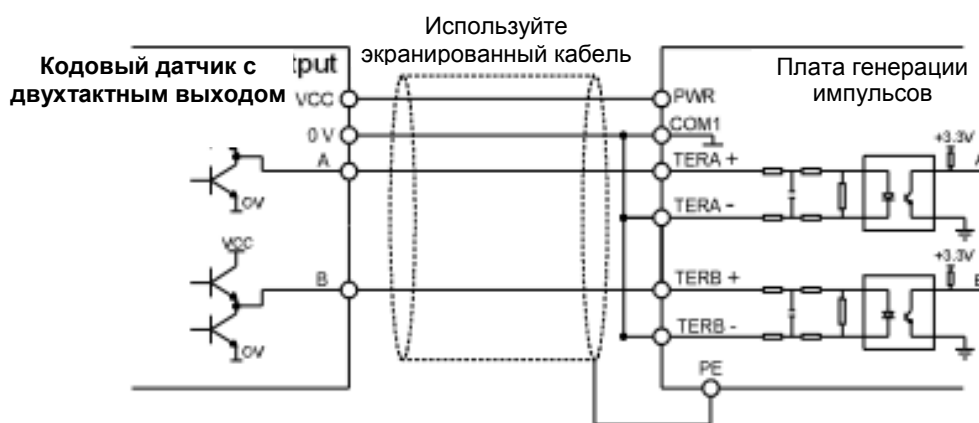 Используйте
экранированный кабель
Кодовый датчик с
двухтактным выходом
tput
Плата генерации
импульсов
VCC
PWR
0 V
COM1
+3.3V
A
TERA +
A
0V
TERA -
VCC
+3.3V
B
TERB +
B
0V
TERB -
PE